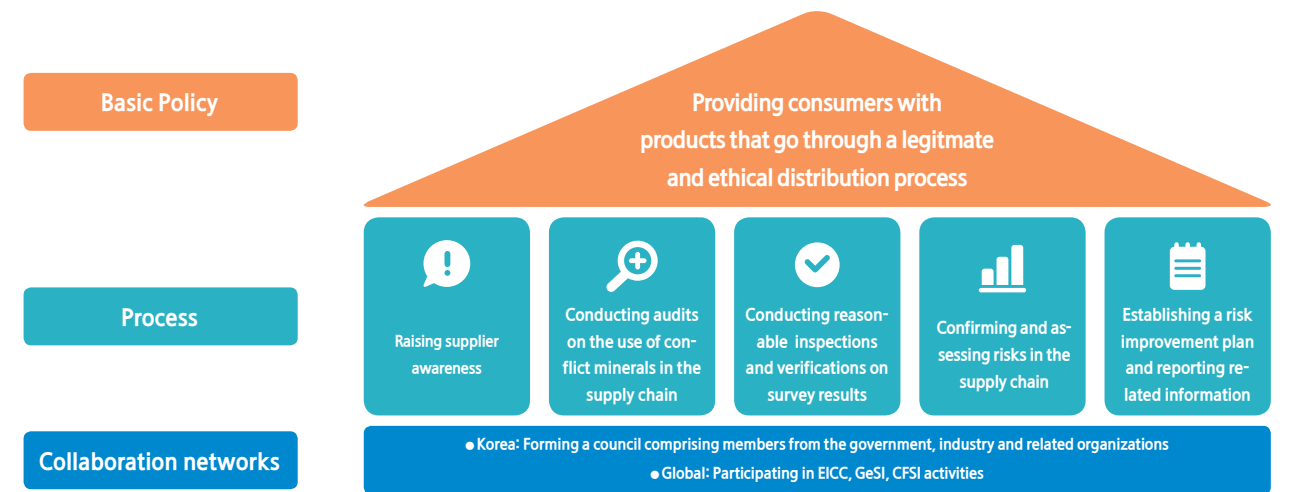 Basic Policy
Providing consumers with
products that go through a legitmate
and ethical distribution process
Process
Raising supplier
awareness
Conducting audits
on the use of con-
flict minerals in the
supply chain
Conducting reason-
able inspections
and verifications on
survey results
Confirming and as-
sessing risks in the
supply chain
Establishing a risk
improvement plan
and reporting re-
lated information
Collaboration networks
● Korea: Forming a council comprising members from the government, industry and related organizations
● Global: Participating in EICC, GeSI, CFSI activities